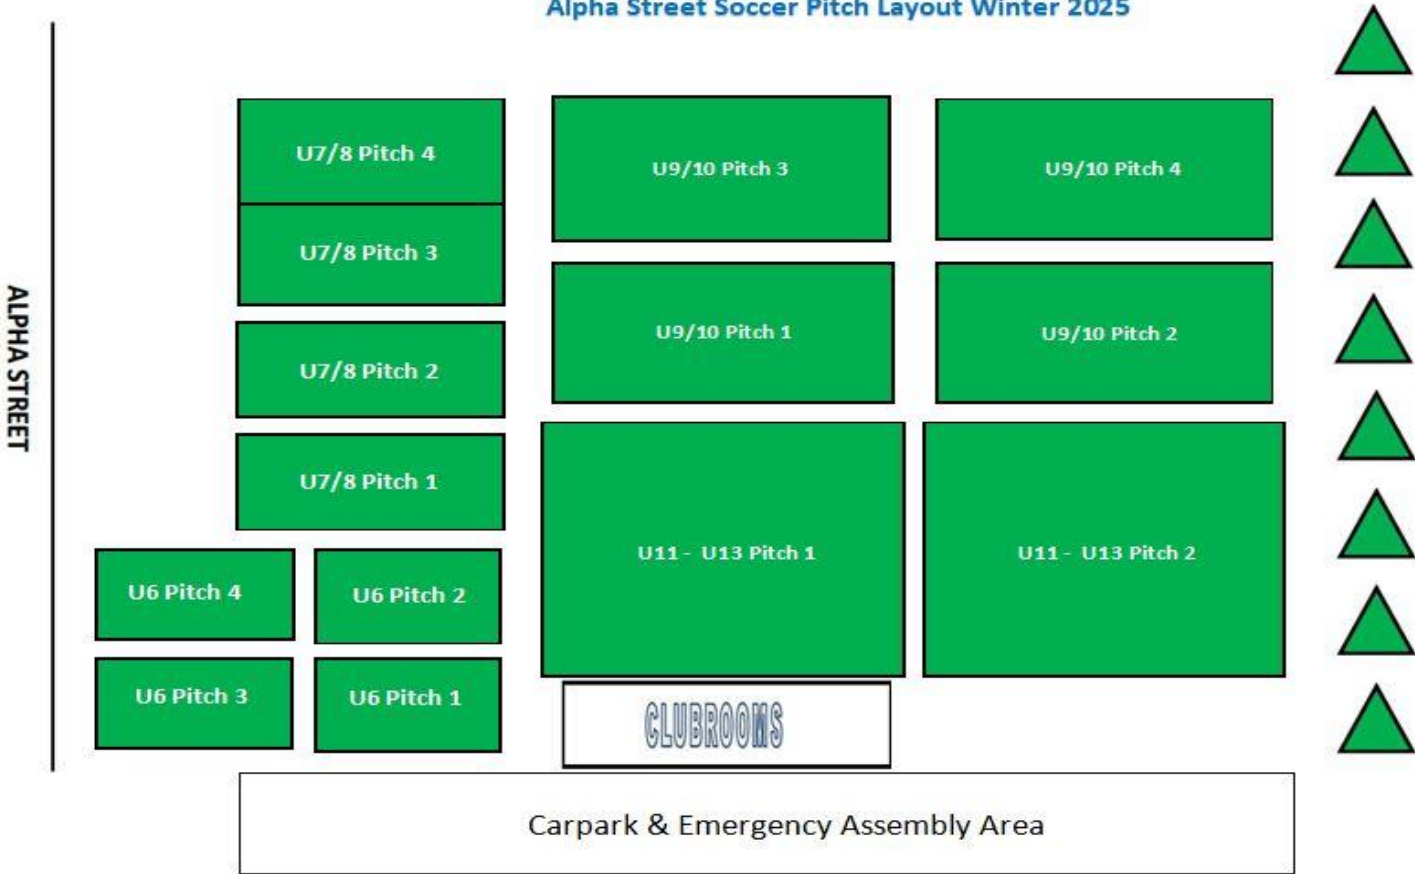 Alpha Street Soccer Pitch Layout Winter 2025
U7/8 Pitch 4
U9/10 Pitch 3
U9/10 Pitch 4
U7/8 Pitch 3
U9/10 Pitch 1
U9/10 Pitch 2
U7/8 Pitch 2
ALPHA STREET
U7/8 Pitch 1
U11 - U13 Pitch 1
U11 - U13 Pitch 2
U6 Pitch 4
U6 Pitch 2
U6 Pitch 3
U6 Pitch 1
CLUBROOMS
Carpark & Emergency Assembly Area